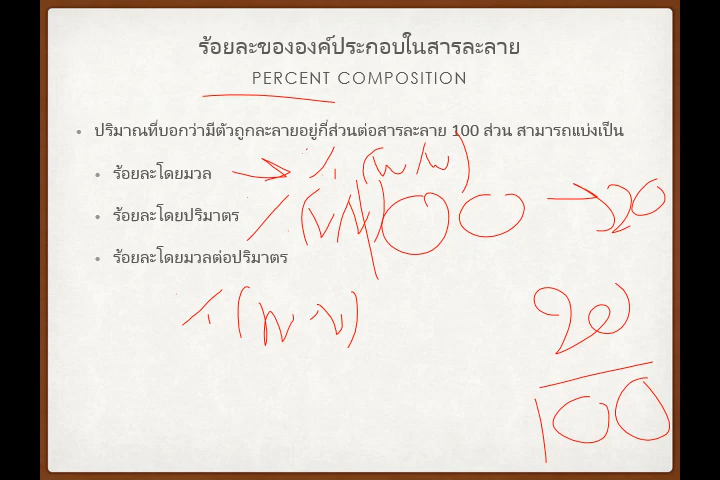 ร้อยละขององค์ประกอบในสารละลาย
PERCENT COMPOSITION
• ปริมาณที่บอกว่ามีตัวถูกละลายอยู่กี่ส่วนต่อสารละลาย 100 ส่วน สามารถแบ่งเป็น
• ร้อยละโดยมวล
• ร้อยละโดยปริมาตร
• ร้อยละโดยมวลต่อปริมาตร
20
20
100